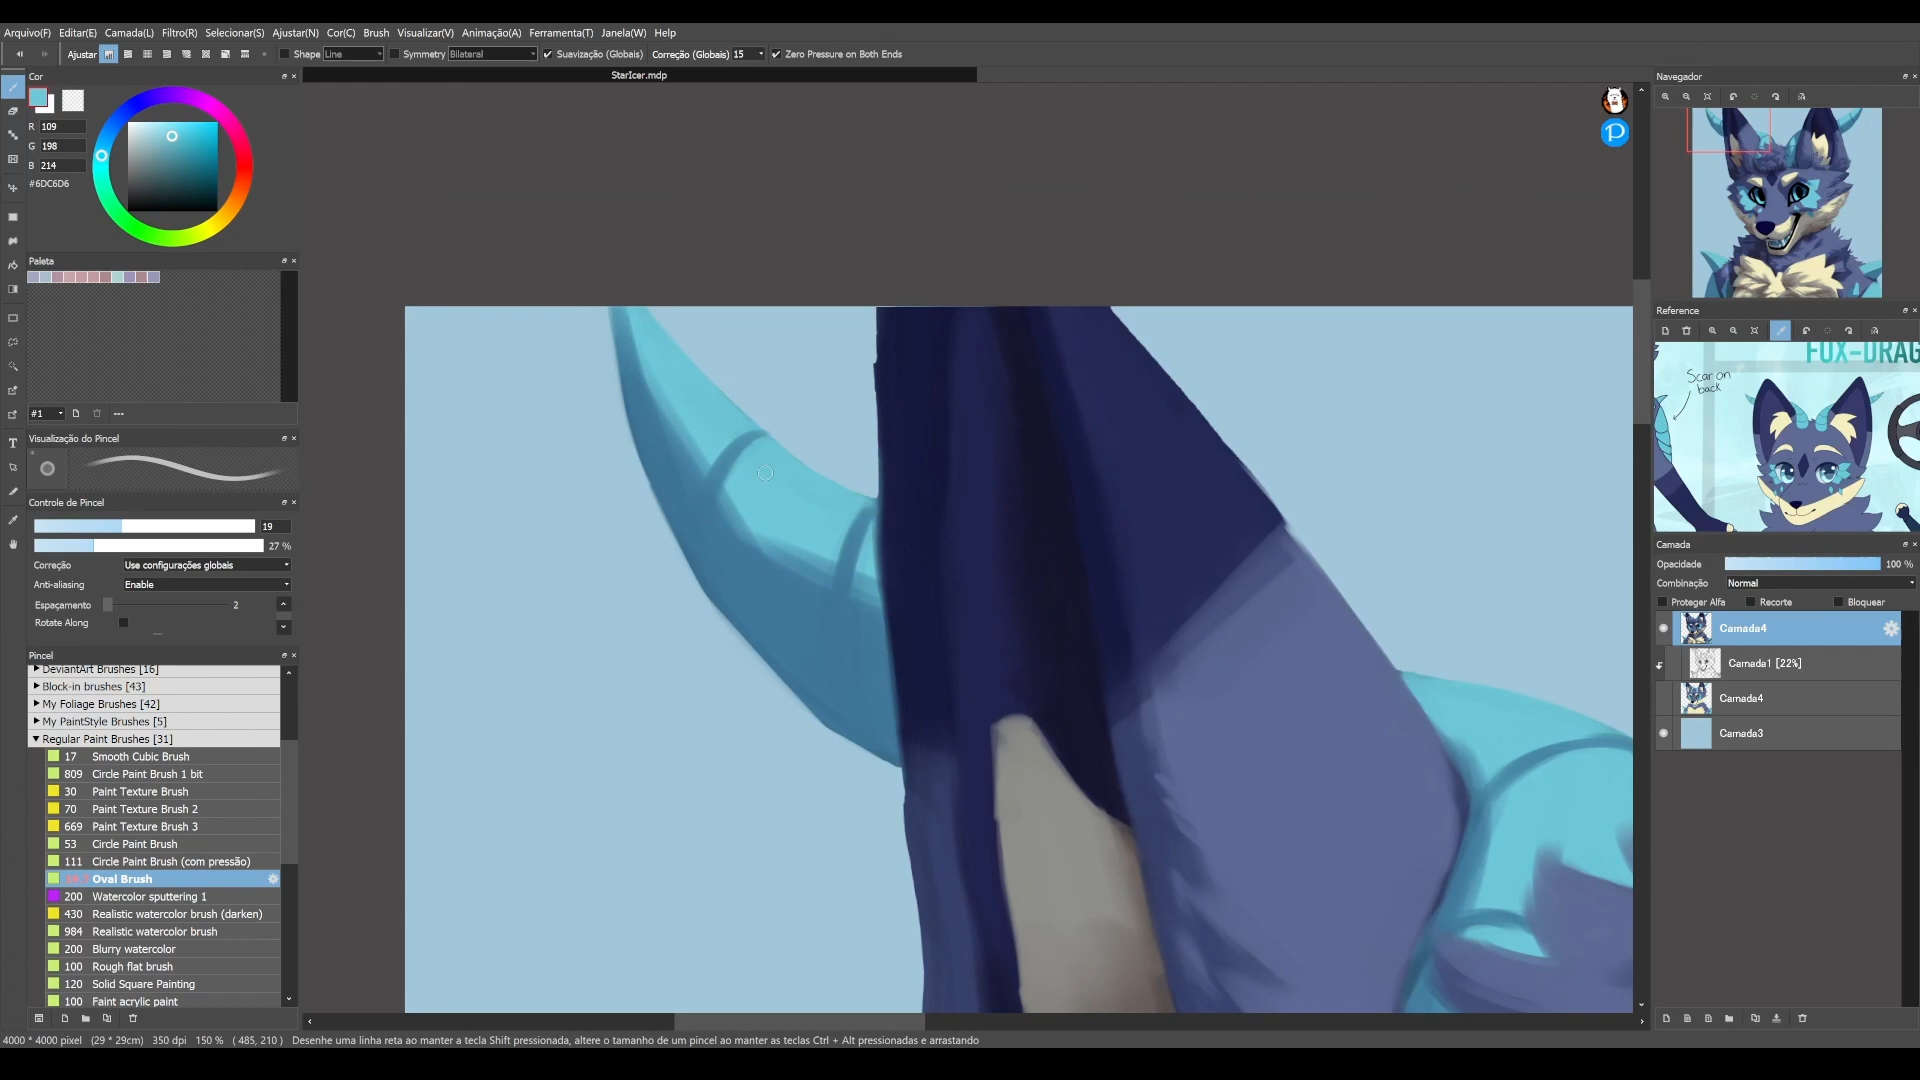 Arquivo(F) Editar(E) Camada(L) Filtro(R) Selecionar(S) Ajustar(N) Cor(C) Brush Visualizar(V) Animação(A) Ferramenta(T) Janela(W) Help
Ajustar Shape Line Symmetry Bilateral Suavização (Globais) Correção (Globais) 15 Zero Pressure on Both Ends
Cor
StarIcer.mdp
Navegador
R 109
G 198
B 214
#6DC6D6
Paleta
#1 ---
Visualização do Pincel
Controle de Pincel
19
27 %
Correção Use configurações globais
Anti-aliasing Enable
Espaçamento 2
Rotate Along
Pincel
DeviantArt Brushes [16]
Block-in brushes [43]
My Foliage Brushes [42]
My PaintStyle Brushes [5]
Regular Paint Brushes [31]
17 Smooth Cubic Brush
809 Circle Paint Brush 1 bit
30 Paint Texture Brush
70 Paint Texture Brush 2
669 Paint Texture Brush 3
53 Circle Paint Brush
111 Circle Paint Brush (com pressão)
Oval Brush
200 Watercolor sputtering 1
430 Realistic watercolor brush (darken)
984 Realistic watercolor brush
200 Blurry watercolor
100 Rough flat brush
120 Solid Square Painting
100 Faint acrylic paint
Reference
FOX-DRAG
Scar on
back
Camada
Opacidade 100 %
Combinação Normal
Proteger Alfa Recorte Bloquear
Camada4
Camada1 [22%]
Camada4
Camada3
4000 * 4000 pixel (29 * 29cm) 350 dpi 150 % ( 485, 210 ) Desenhe uma linha reta ao manter a tecla Shift pressionada, altere o tamanho de um pincel ao manter as teclas Ctrl + Alt pressionadas e arrastando